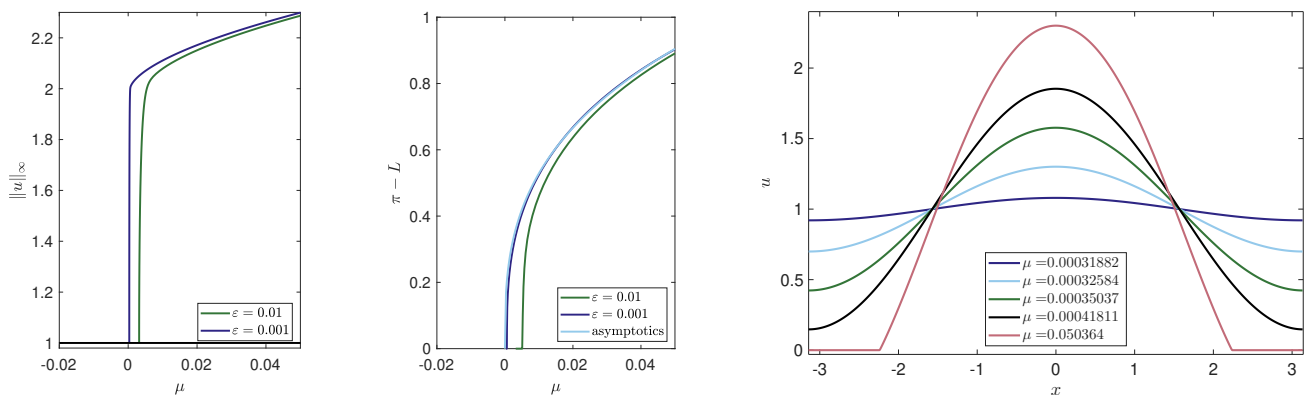 2.2
2
1.8
1.6
1.4
1.2
1
-0.02
0
0.02
0.04
μ
‖u‖∞
ε = 0.01
ε = 0.001
1
0.8
0.6
0.4
0.2
0
-0.02
0
0.02
0.04
μ
π − L
ε = 0.01
ε = 0.001
asymptotics
2
1.5
1
0.5
0
-3
-2
-1
0
1
2
3
x
u
μ =0.00031882
μ =0.00032584
μ =0.00035037
μ =0.00041811
μ =0.050364